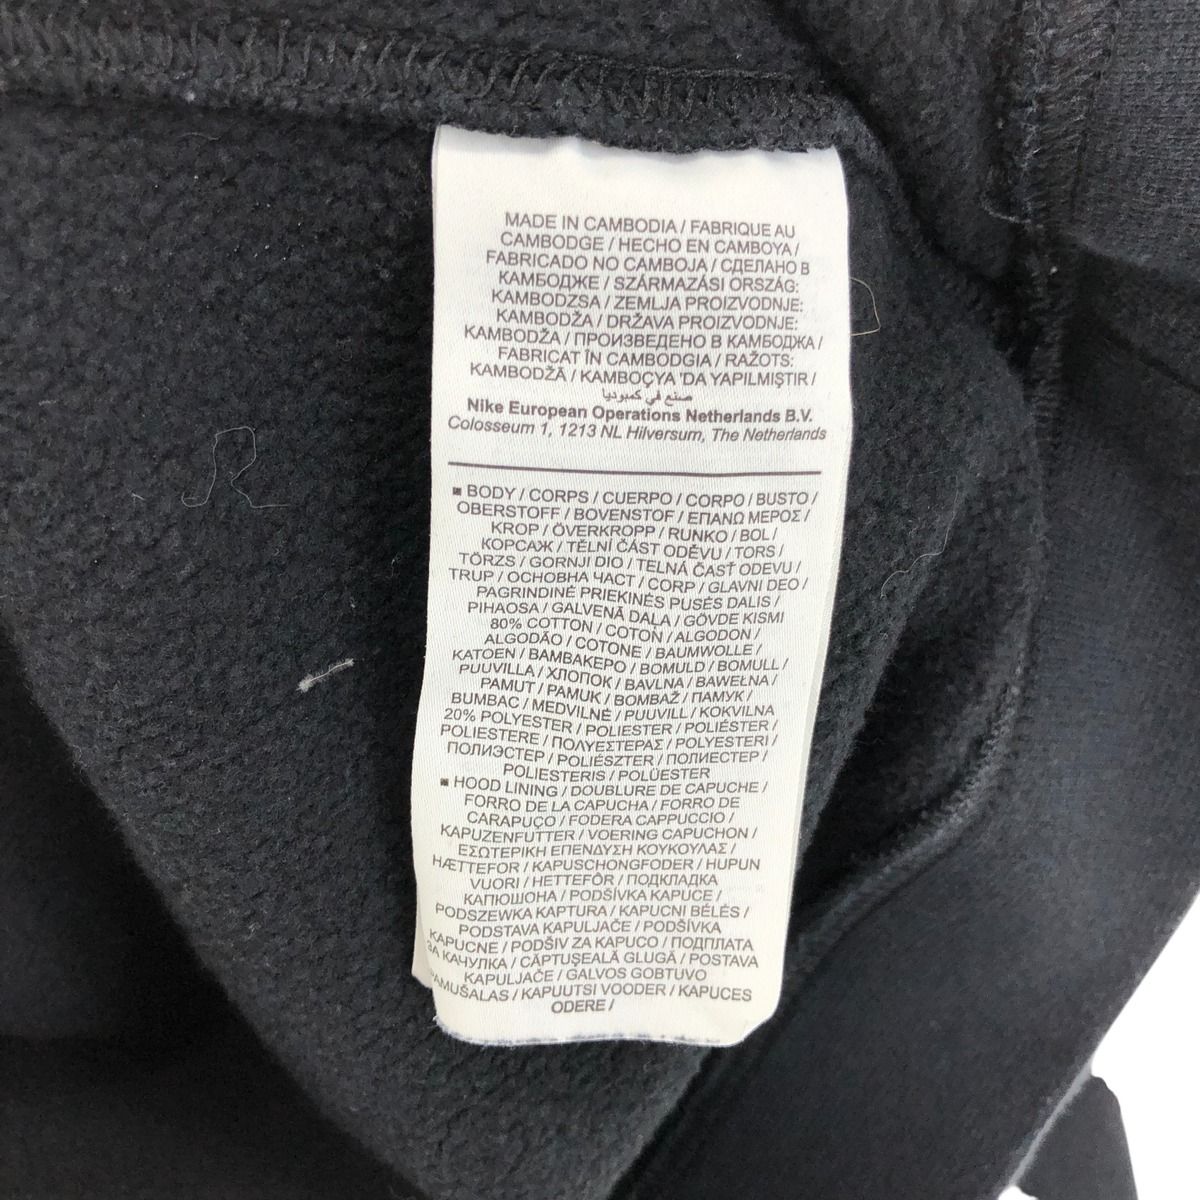 MADE IN CAMBODIA / FABRIQUE AU
CAMBODGE / HECHO EN CAMBOYA /
FABRICADO NO CAMBOJA / СДЕЛАНО В
КАМБОДЖЕ / SZÁRMAZÁSI ORSZÁG:
KAMBODZSA / ZEMLJA PROIZVODNJE:
KAMBODŽA / DRŽAVA PROIZVODNJE:
KAMBODŽA / ПРОИЗВЕДЕНО В КАМБОДЖА /
FABRICAT ÎN CAMBODGIA / RAŽOTS:
KAMBODŽĀ / KAMBOÇYA 'DA YAPILMIŞTIR /
صنع في كمبوديا
Nike European Operations Netherlands B.V.
Colosseum 1, 1213 NL Hilversum, The Netherlands
■ BODY / CORPS / CUERPO / CORPO / BUSTO /
OBERSTOFF / BOVENSTOF / ΕΠΑΝΩ ΜΕΡΟΣ /
KROP / ÖVERKROPP / RUNKO / BOL /
КОРСАЖ / TĚLNÍ ČÁST ODĚVU / TORS /
TÖRZS / GORNJI DIO / TELNÁ ČASŤ ODEVU /
TRUP / ОСНОВНА ЧАСТ / CORP / GLAVNI DEO /
PAGRINDINĖ PRIEKINĖS PUSĖS DALIS /
PIHAOSA / GALVENĀ DAĻA / GÖVDE KISMI
80% COTTON / COTON / ALGODON /
ALGODÃO / COTONE / BAUMWOLLE /
KATOEN / ΒΑΜΒΑΚΕΡΟ / BOMULD / BOMULL /
PUUVILLA / ХЛОПОК / BAVLNA / BAWEŁNA /
PAMUT / PAMUK / BOMBAŽ / ПАМУК /
BUMBAC / MEDVILNĖ / PUUVILL / KOKVILNA
20% POLYESTER / POLIESTER / POLIÉSTER /
POLIESTERE / ΠΟΛΥΕΣΤΕΡΑΣ / POLYESTERI /
ПОЛИЭСТЕР / POLIÉSZTER / ПОЛИЕСТЕР /
POLIESTERIS / POLÜESTER
■ HOOD LINING / DOUBLURE DE CAPUCHE /
FORRO DE LA CAPUCHA / FORRO DE
CARAPUÇO / FODERA CAPPUCCIO /
KAPUZENFUTTER / VOERING CAPUCHON /
ΕΣΩΤΕΡΙΚΗ ΕΠΕΝΔΥΣΗ ΚΟΥΚΟΥΛΑΣ /
HÆTTEFOR / KAPUSCHONGFODER / HUPUN
VUORI / HETTEFÔR / ПОДКЛАДКА
КАПЮШОНА / PODŠÍVKA KAPUCE /
PODSZEWKA KAPTURA / KAPUCNI BÉLÉS /
PODSTAVA KAPULJAČE / PODŠÍVKA
KAPUCNE / PODŠIV ZA KAPUCO / ПОДПЛАТА
ЗА КАЧУЛКА / CĂPTUŞEALĂ GLUGĂ / POSTAVA
KAPULJAČE / GALVOS GOBTUVO
PAMUŠALAS / KAPUUTSI VOODER / KAPUCES
ODERE /